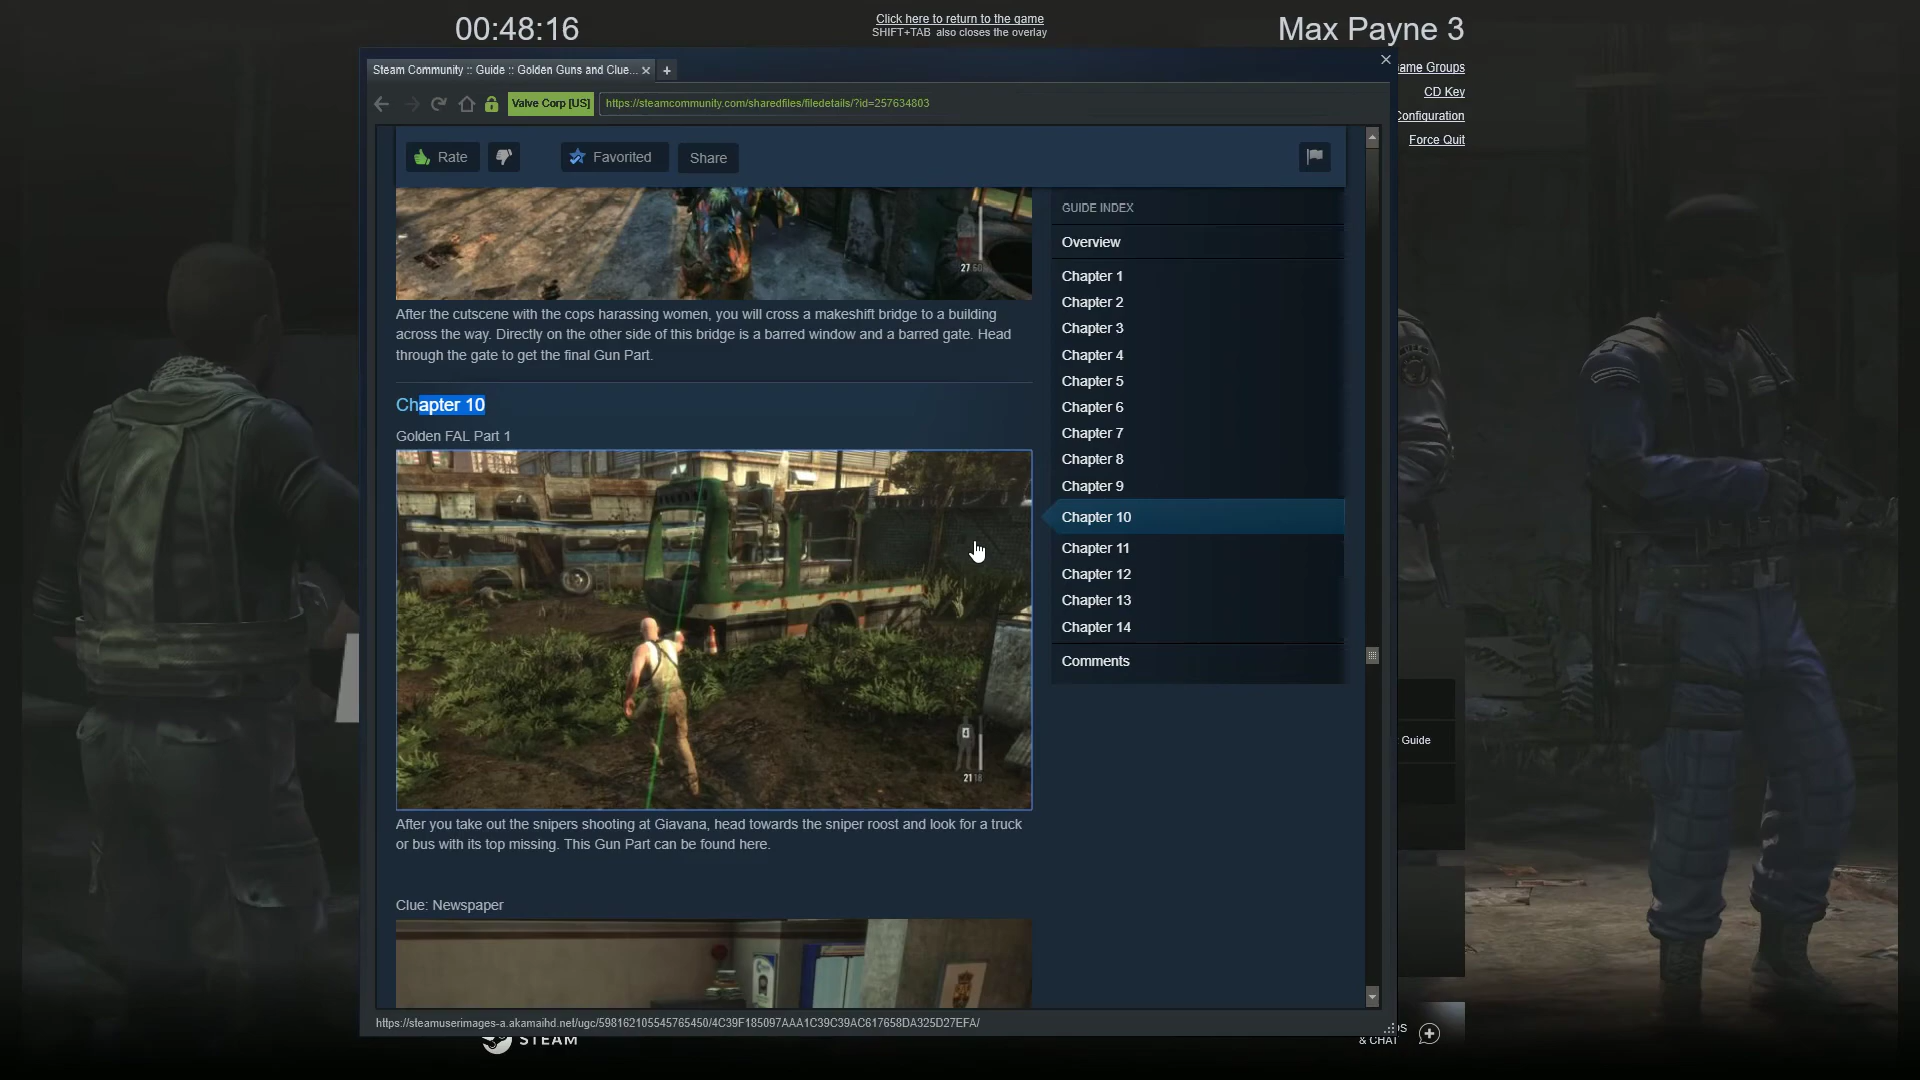 00:48:16
Click here to return to the game
SHIFT+TAB also closes the overlay
Max Payne 3
Steam Community :: Guide :: Golden Guns and Clue...
ame Groups
CD Key
Configuration
Force Quit
Valve Corp [US]
https://steamcommunity.com/sharedfiles/filedetails/?id=257634803
Rate
Favorited
Share
27 60
After the cutscene with the cops harassing women, you will cross a makeshift bridge to a building
across the way. Directly on the other side of this bridge is a barred window and a barred gate. Head
through the gate to get the final Gun Part.
Chapter 10
Golden FAL Part 1
4
21 18
After you take out the snipers shooting at Giavana, head towards the sniper roost and look for a truck
or bus with its top missing. This Gun Part can be found here.
Clue: Newspaper
GUIDE INDEX
Overview
Chapter 1
Chapter 2
Chapter 3
Chapter 4
Chapter 5
Chapter 6
Chapter 7
Chapter 8
Chapter 9
Chapter 10
Chapter 11
Chapter 12
Chapter 13
Chapter 14
Comments
Guide
https://steamuserimages-a.akamaihd.net/ugc/598162105545765450/4C39F185097AAA1C39C39AC617658DA325D27EFA/
STEAM
DS
& CHAT